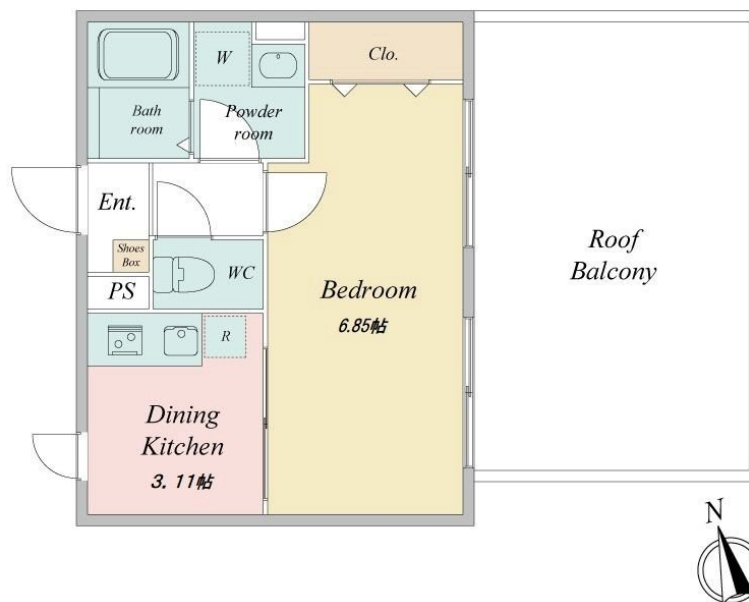 W
Clo.
Bath
room
Powder
room
Ent.
Shoes
Box
WC
PS
Bedroom
6.85帖
Roof
Balcony
R
Dining
Kitchen
3.11帖
N